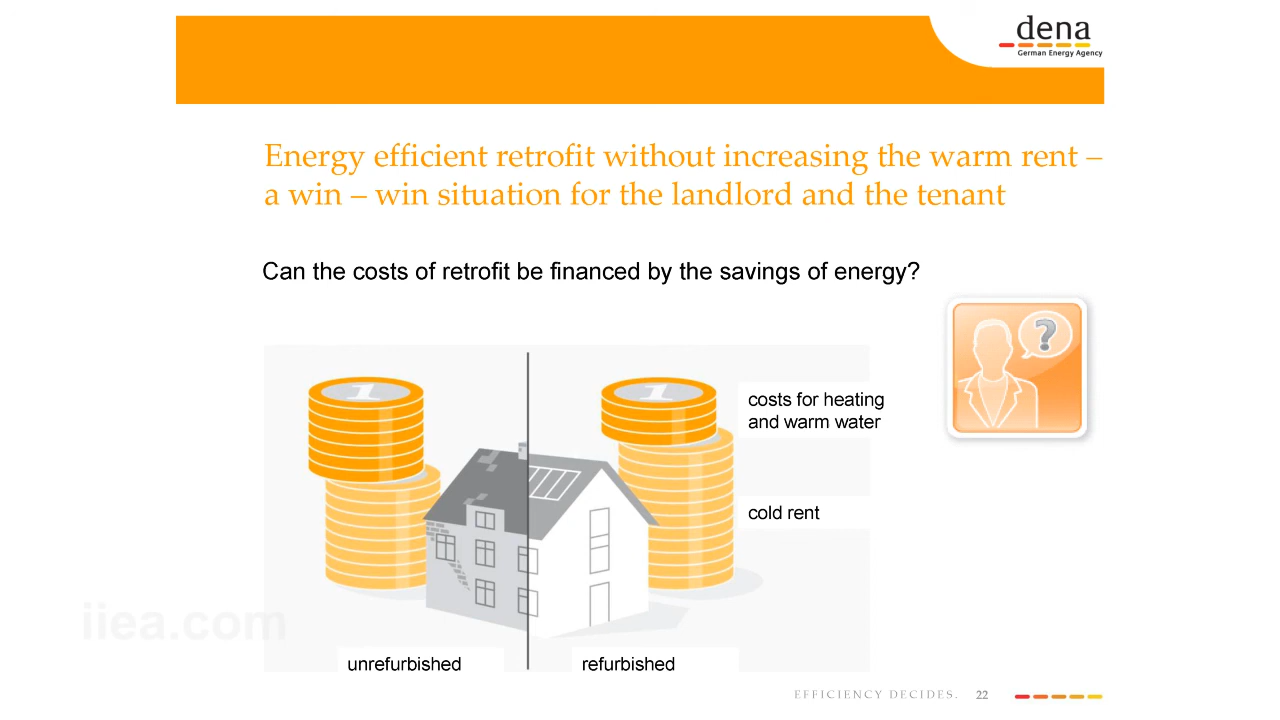 dena
German Energy Agency
Energy efficient retrofit without increasing the warm rent –
a win – win situation for the landlord and the tenant
Can the costs of retrofit be financed by the savings of energy?
?
1
1
costs for heating
and warm water
cold rent
iiea.com
unrefurbished
refurbished
EFFICIENCY DECIDES.
22